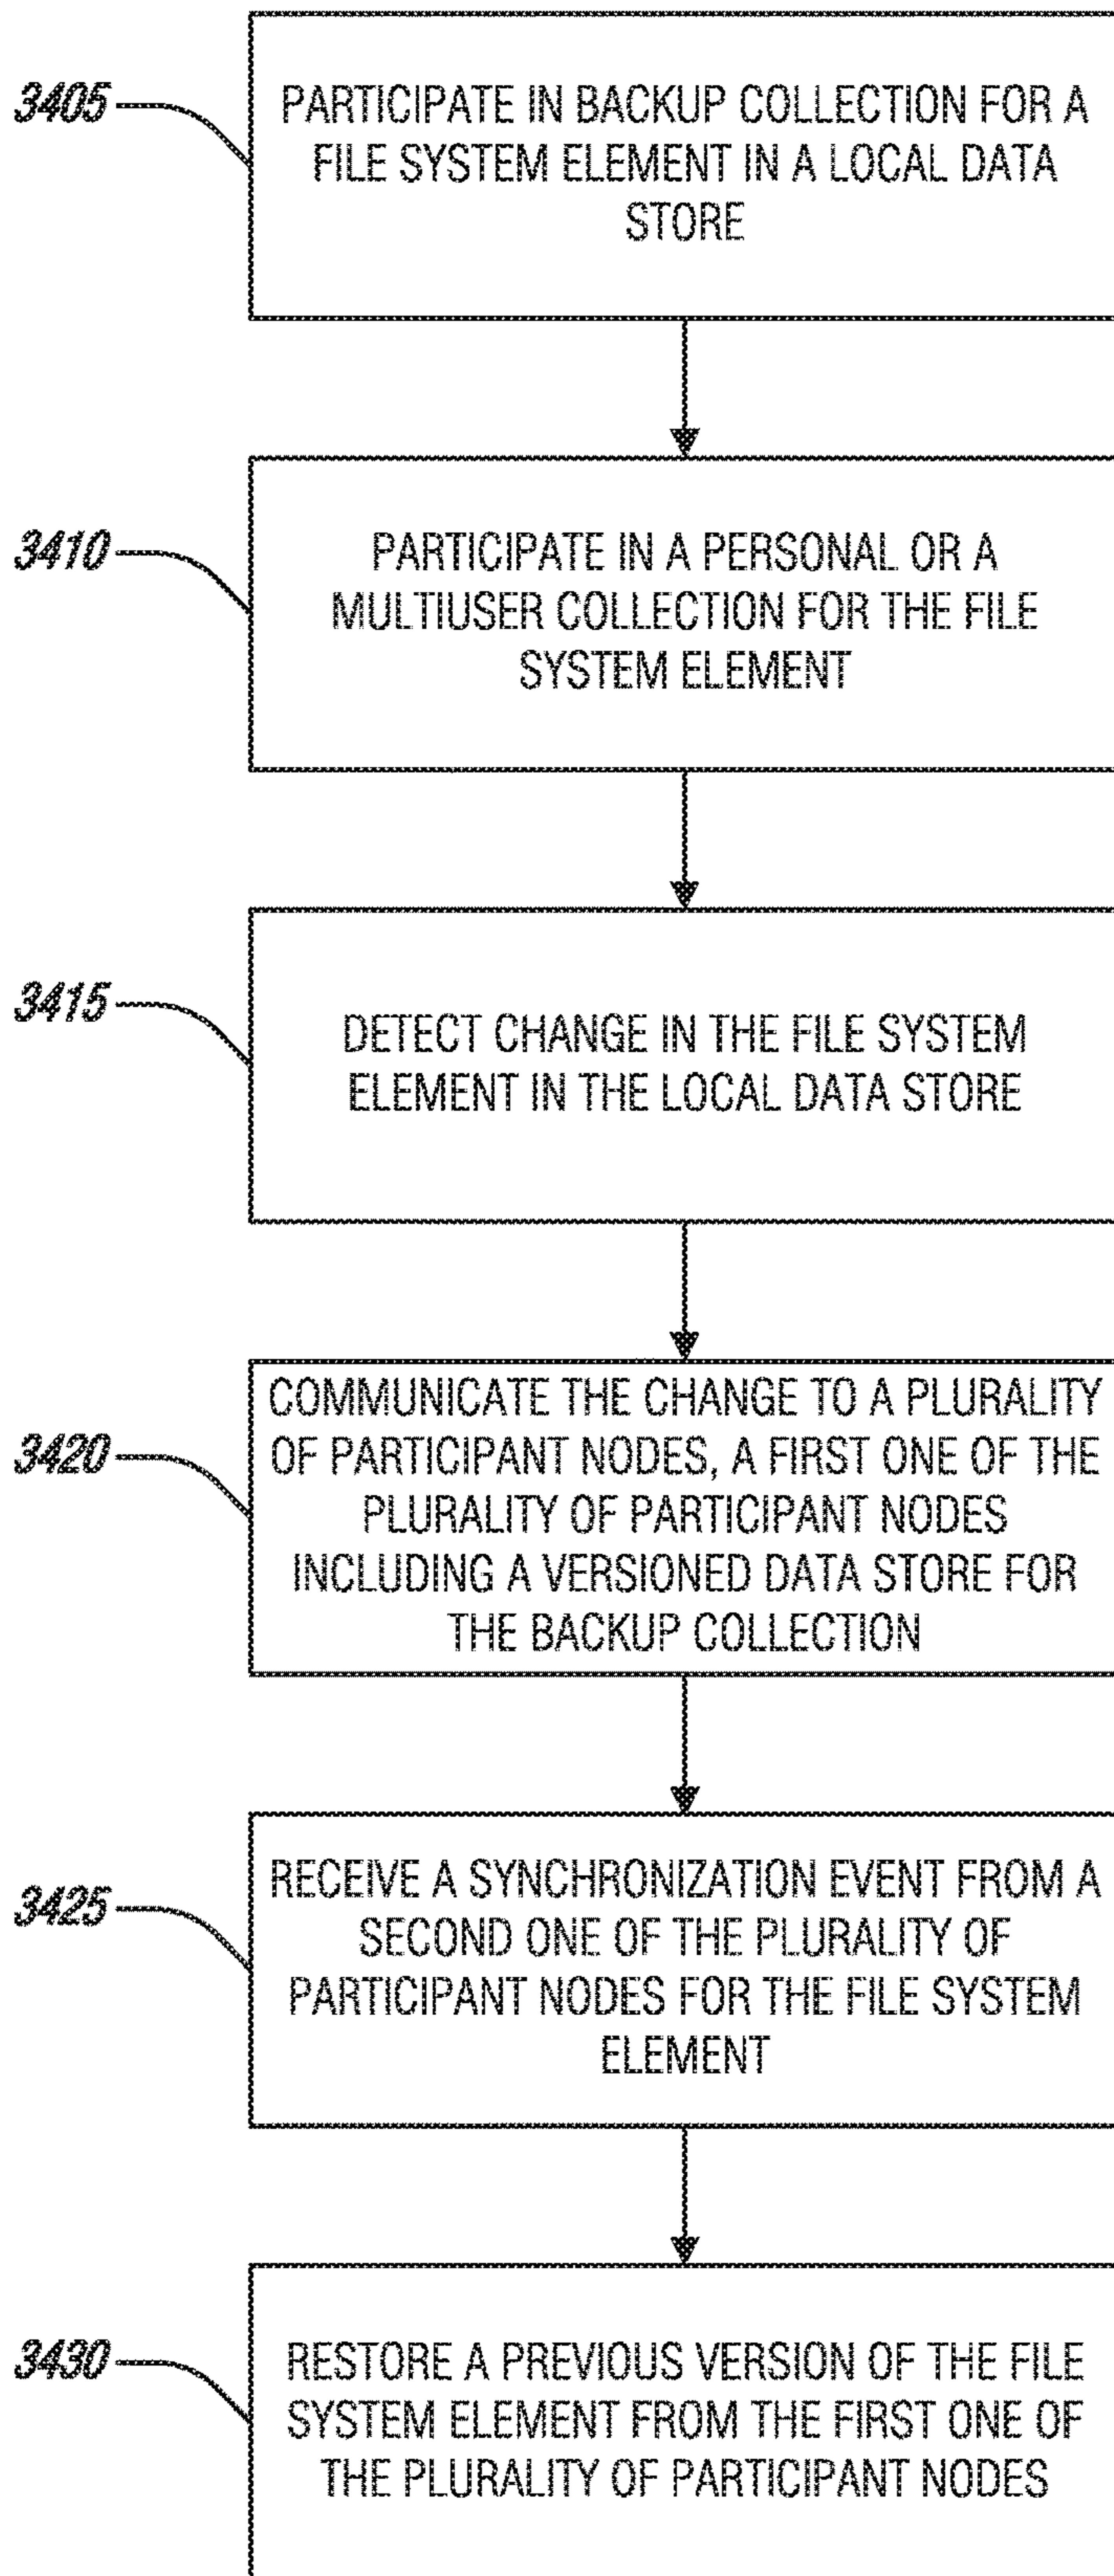 3405
PARTICIPATE IN BACKUP COLLECTION FOR A
FILE SYSTEM ELEMENT IN A LOCAL DATA
STORE
3410
PARTICIPATE IN A PERSONAL OR A
MULTIUSER COLLECTION FOR THE FILE
SYSTEM ELEMENT
3415
DETECT CHANGE IN THE FILE SYSTEM
ELEMENT IN THE LOCAL DATA STORE
3420
COMMUNICATE THE CHANGE TO A PLURALITY
OF PARTICIPANT NODES, A FIRST ONE OF THE
PLURALITY OF PARTICIPANT NODES
INCLUDING A VERSIONED DATA STORE FOR
THE BACKUP COLLECTION
3425
RECEIVE A SYNCHRONIZATION EVENT FROM A
SECOND ONE OF THE PLURALITY OF
PARTICIPANT NODES FOR THE FILE SYSTEM
ELEMENT
3430
RESTORE A PREVIOUS VERSION OF THE FILE
SYSTEM ELEMENT FROM THE FIRST ONE OF
THE PLURALITY OF PARTICIPANT NODES